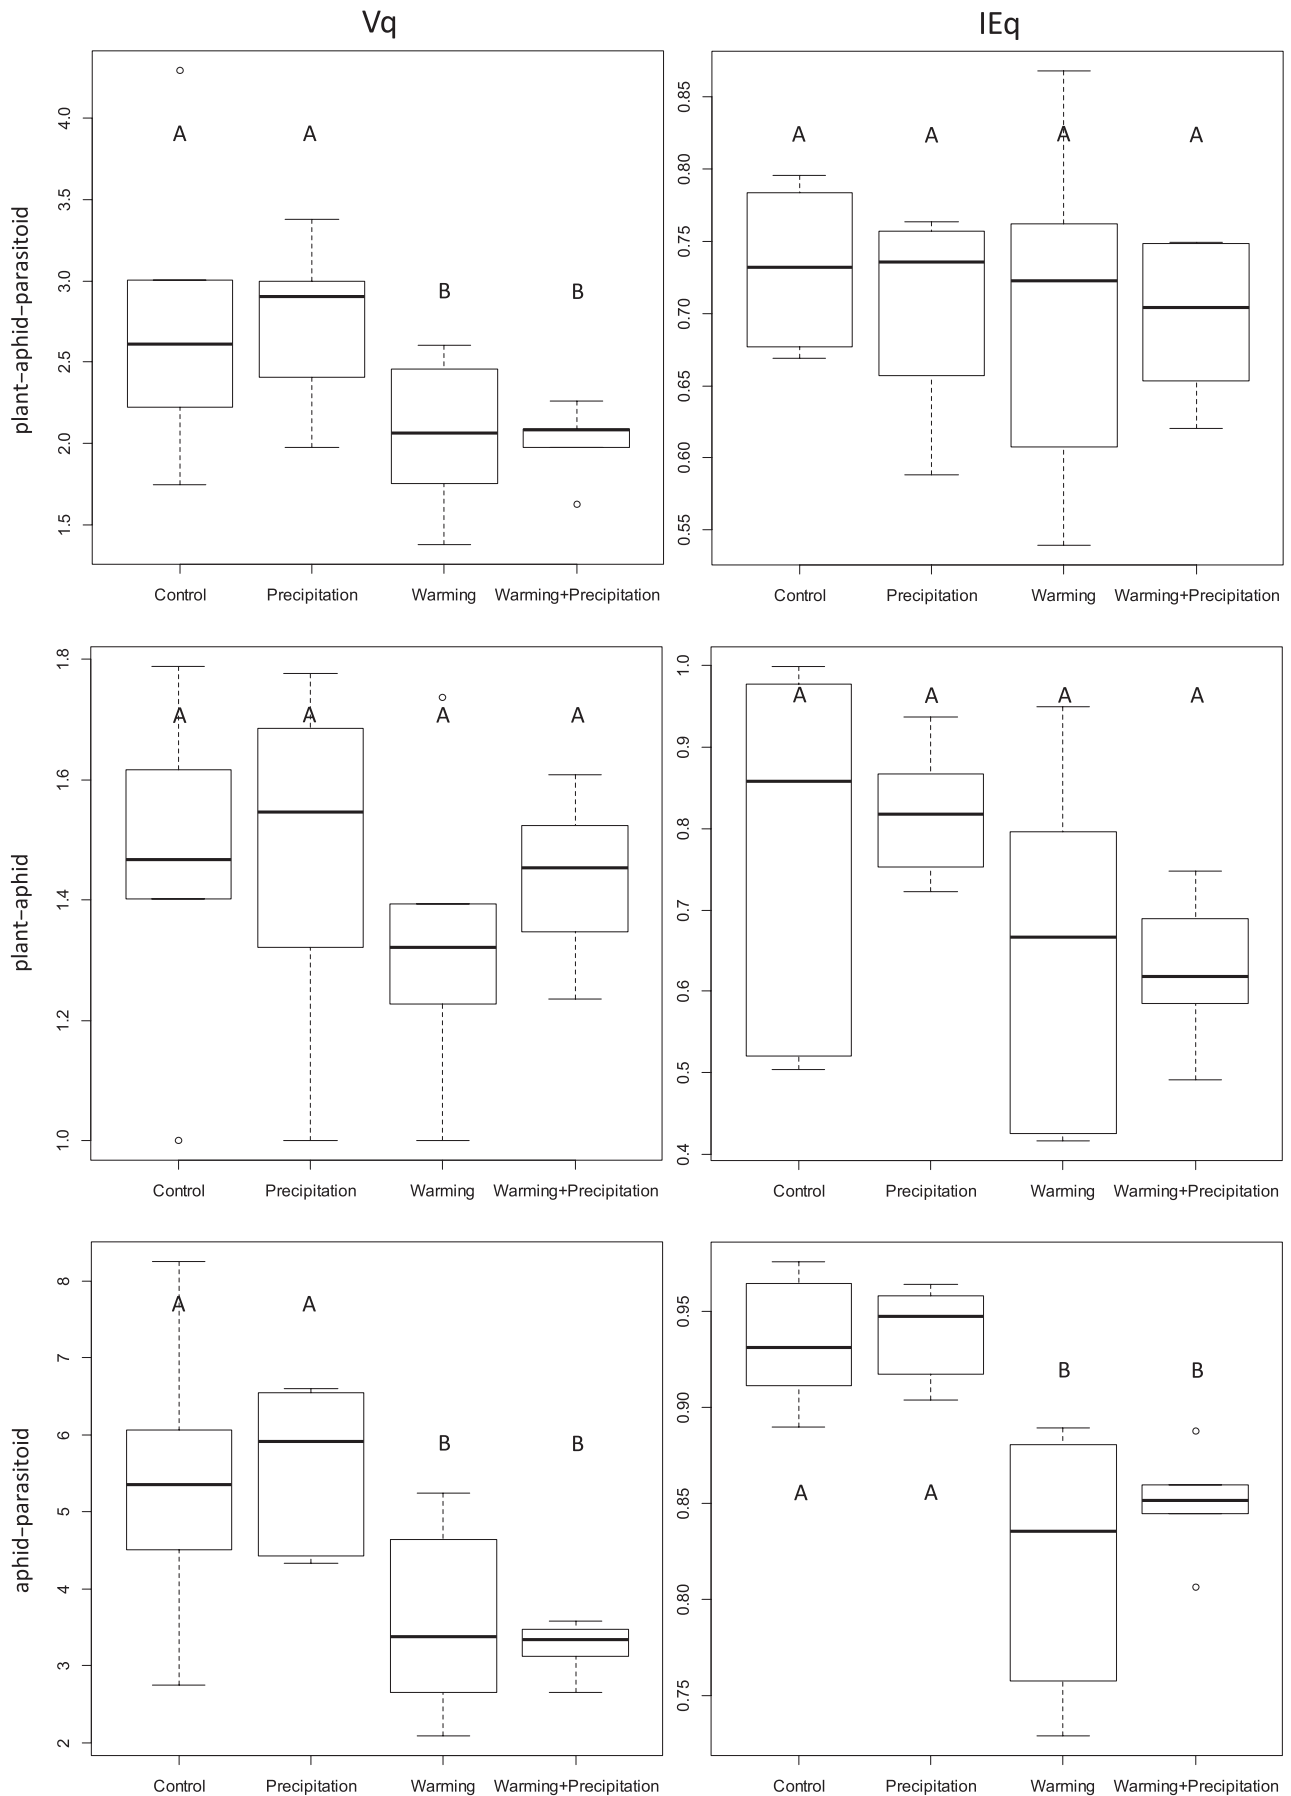 Vq IEq
plant–aphid–parasitoid
4.0
3.5
3.0
2.5
2.0
1.5
A A B B
Control Precipitation Warming Warming+Precipitation
0.85
0.80
0.75
0.70
0.65
0.60
0.55
A A A A
Control Precipitation Warming Warming+Precipitation
plant–aphid
1.8
1.6
1.4
1.2
1.0
A A A A
Control Precipitation Warming Warming+Precipitation
1.0
0.9
0.8
0.7
0.6
0.5
0.4
A A A A
Control Precipitation Warming Warming+Precipitation
aphid–parasitoid
8
7
6
5
4
3
2
A A
B B
Control Precipitation Warming Warming+Precipitation
0.95
0.90
0.85
0.80
0.75
B B
A A
Control Precipitation Warming Warming+Precipitation